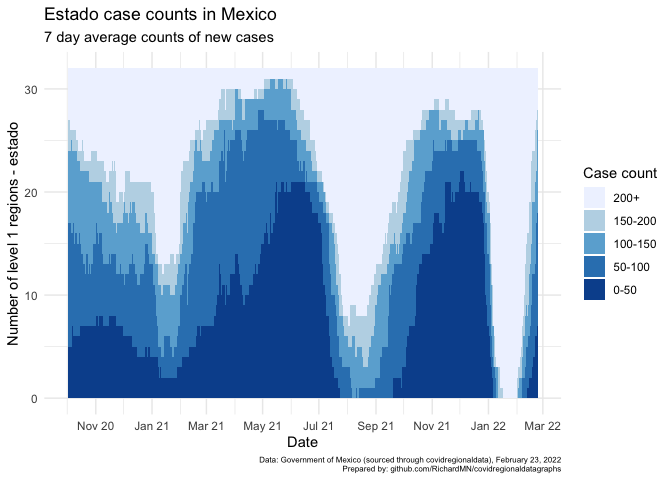 Estado case counts in Mexico
7 day average counts of new cases
Number of level 1 regions - estado
30
20
10
0
Nov 20 Jan 21 Mar 21 May 21 Jul 21 Sep 21 Nov 21 Jan 22 Mar 22
Date
Case count
200+
150-200
100-150
50-100
0-50
Data: Government of Mexico (sourced through covidregionaldata), February 23, 2022
Prepared by: github.com/RichardMN/covidregionaldatagraphs